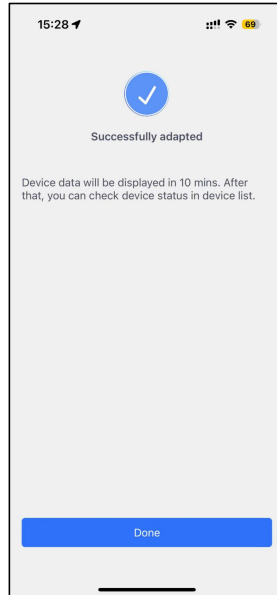 15:28
69
Successfully adapted
Device data will be displayed in 10 mins. After
that, you can check device status in device list.
Done